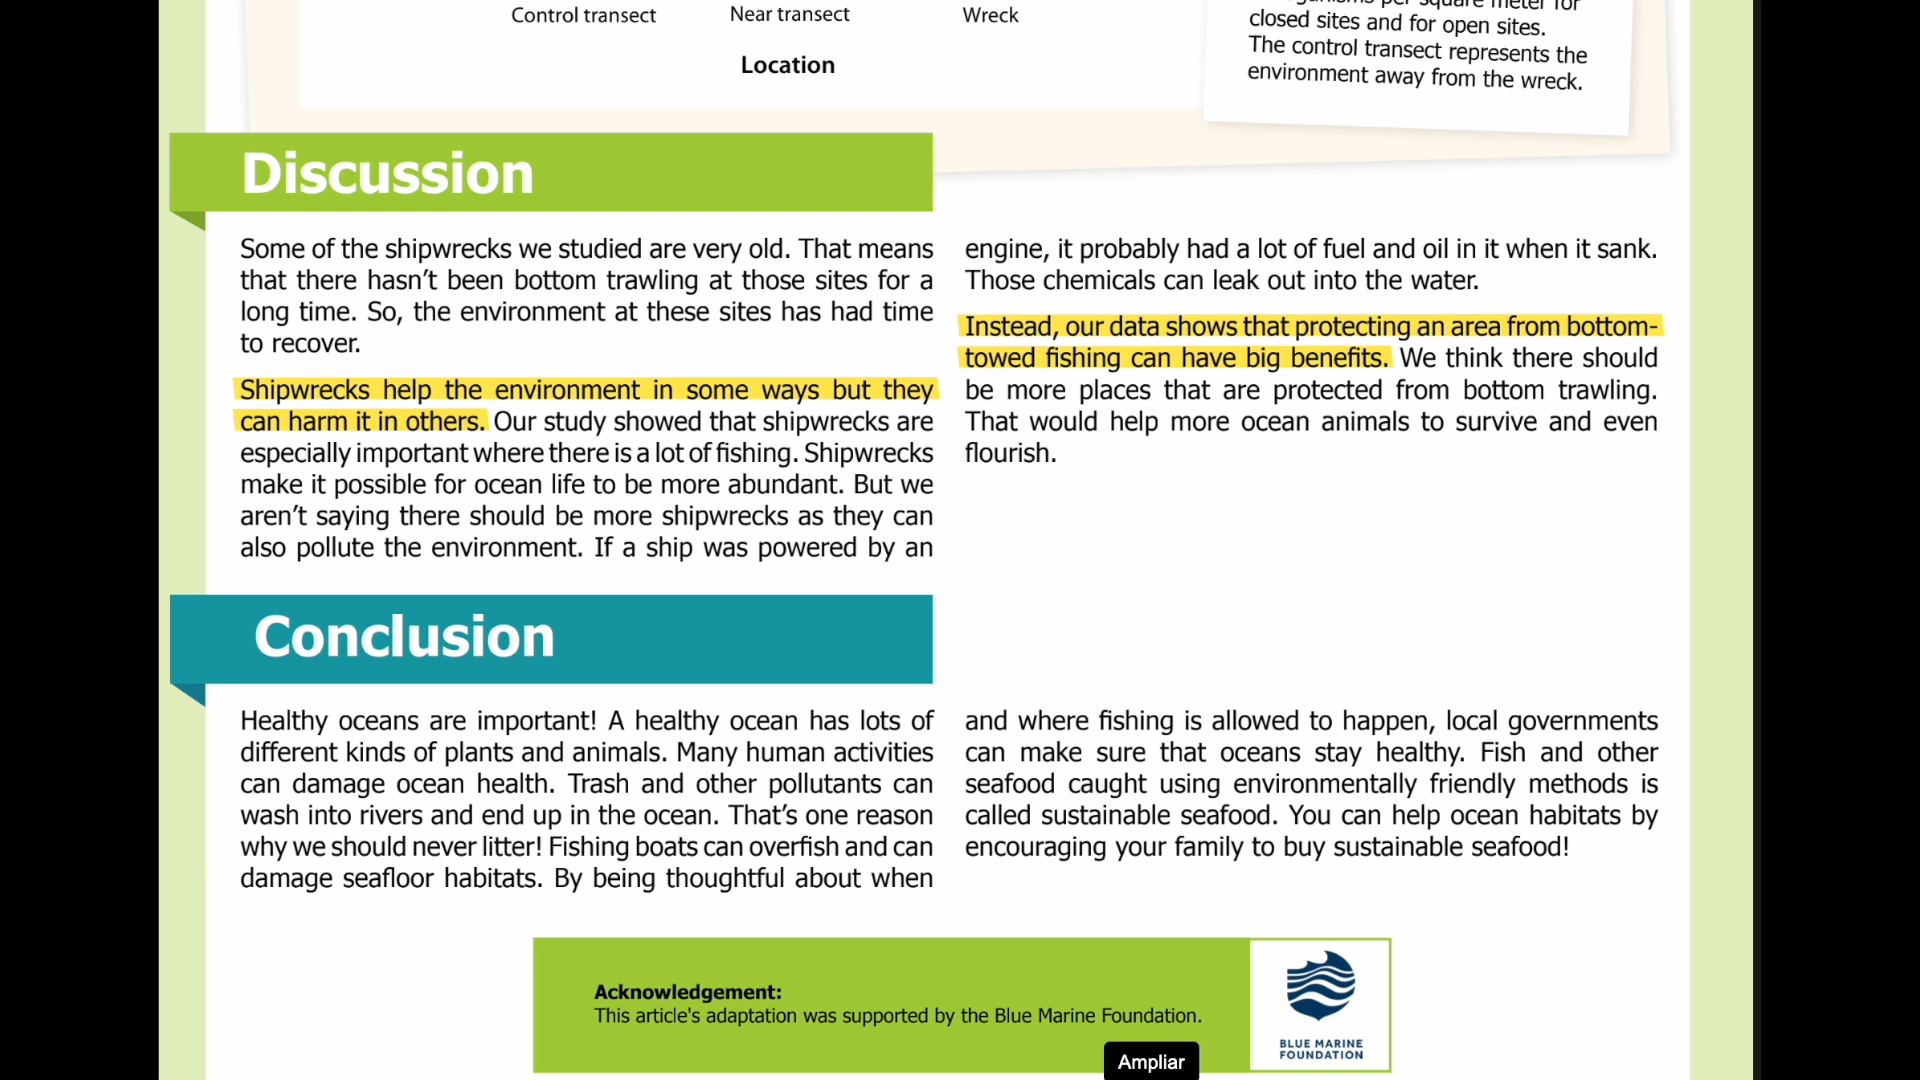 Control transect
Near transect
Wreck
Location
per square meter for
closed sites and for open sites.
The control transect represents the
environment away from the wreck.
Discussion
Some of the shipwrecks we studied are very old. That means
that there hasn’t been bottom trawling at those sites for a
long time. So, the environment at these sites has had time
to recover.
Shipwrecks help the environment in some ways but they
can harm it in others. Our study showed that shipwrecks are
especially important where there is a lot of fishing. Shipwrecks
make it possible for ocean life to be more abundant. But we
aren’t saying there should be more shipwrecks as they can
also pollute the environment. If a ship was powered by an
engine, it probably had a lot of fuel and oil in it when it sank.
Those chemicals can leak out into the water.
Instead, our data shows that protecting an area from bottom-
towed fishing can have big benefits. We think there should
be more places that are protected from bottom trawling.
That would help more ocean animals to survive and even
flourish.
Conclusion
Healthy oceans are important! A healthy ocean has lots of
different kinds of plants and animals. Many human activities
can damage ocean health. Trash and other pollutants can
wash into rivers and end up in the ocean. That’s one reason
why we should never litter! Fishing boats can overfish and can
damage seafloor habitats. By being thoughtful about when
and where fishing is allowed to happen, local governments
can make sure that oceans stay healthy. Fish and other
seafood caught using environmentally friendly methods is
called sustainable seafood. You can help ocean habitats by
encouraging your family to buy sustainable seafood!
Acknowledgement:
This article's adaptation was supported by the Blue Marine Foundation.
BLUE MARINE
FOUNDATION
Ampliar